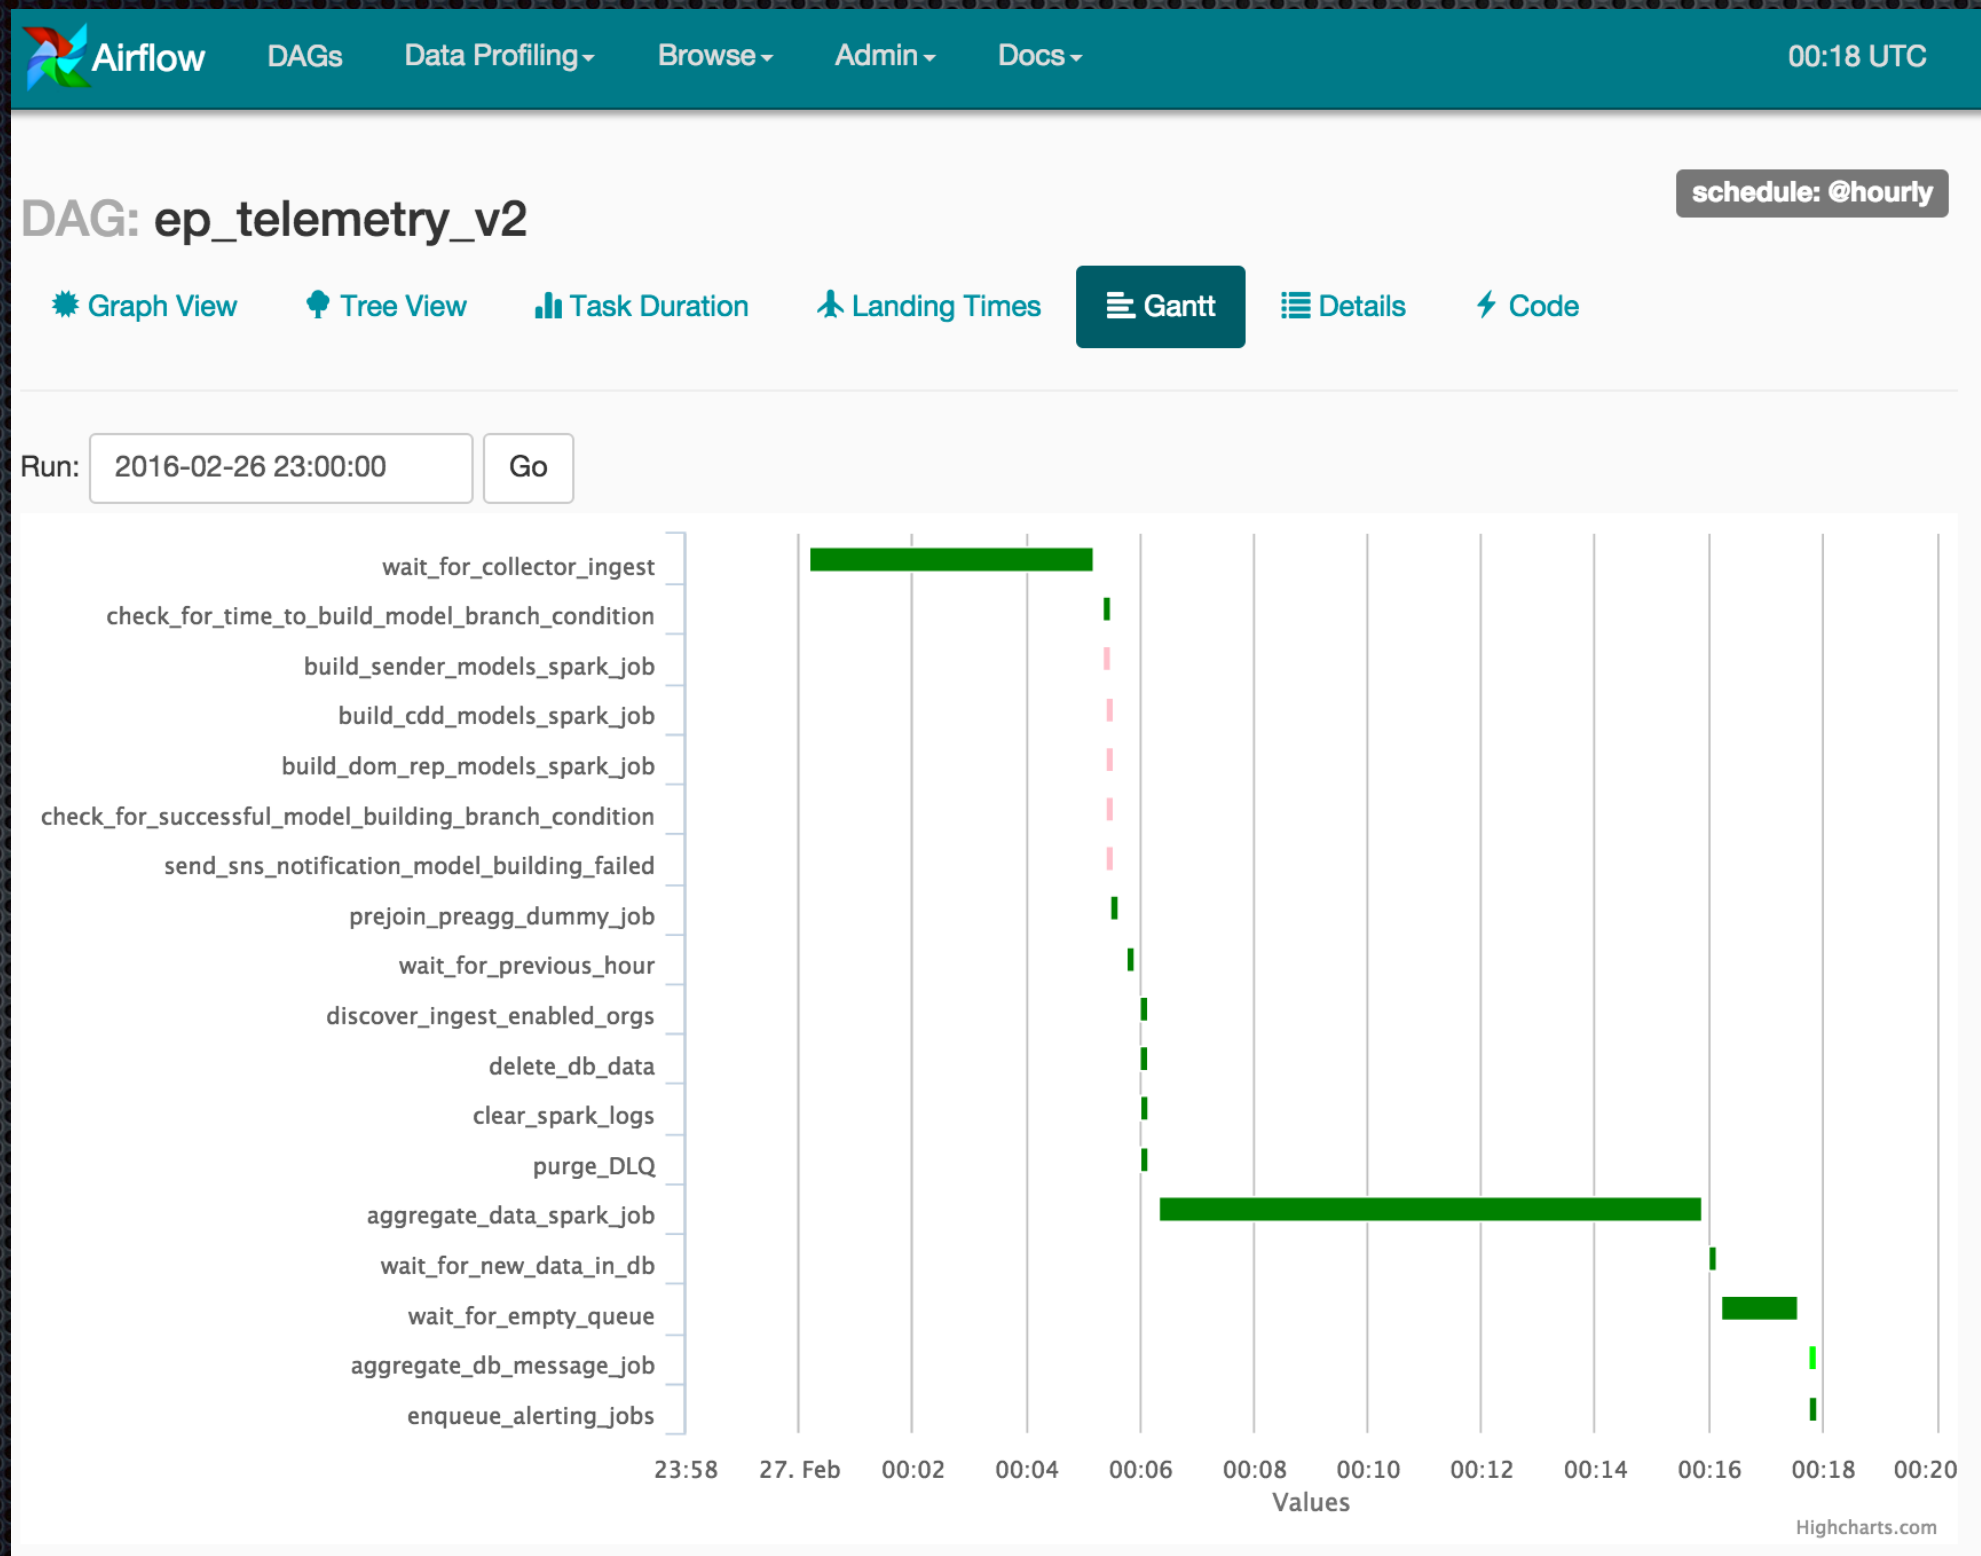 Airflow DAGs Data Profiling Browse Admin Docs 00:18 UTC
schedule: @hourly
DAG: ep_telemetry_v2
Graph View Tree View Task Duration Landing Times Gantt Details Code
Run: 2016-02-26 23:00:00 Go
wait_for_collector_ingest
check_for_time_to_build_model_branch_condition
build_sender_models_spark_job
build_cdd_models_spark_job
build_dom_rep_models_spark_job
check_for_successful_model_building_branch_condition
send_sns_notification_model_building_failed
prejoin_preagg_dummy_job
wait_for_previous_hour
discover_ingest_enabled_orgs
delete_db_data
clear_spark_logs
purge_DLQ
aggregate_data_spark_job
wait_for_new_data_in_db
wait_for_empty_queue
aggregate_db_message_job
enqueue_alerting_jobs
23:58 27. Feb 00:02 00:04 00:06 00:08 00:10 00:12 00:14 00:16 00:18 00:20
Values
Highcharts.com